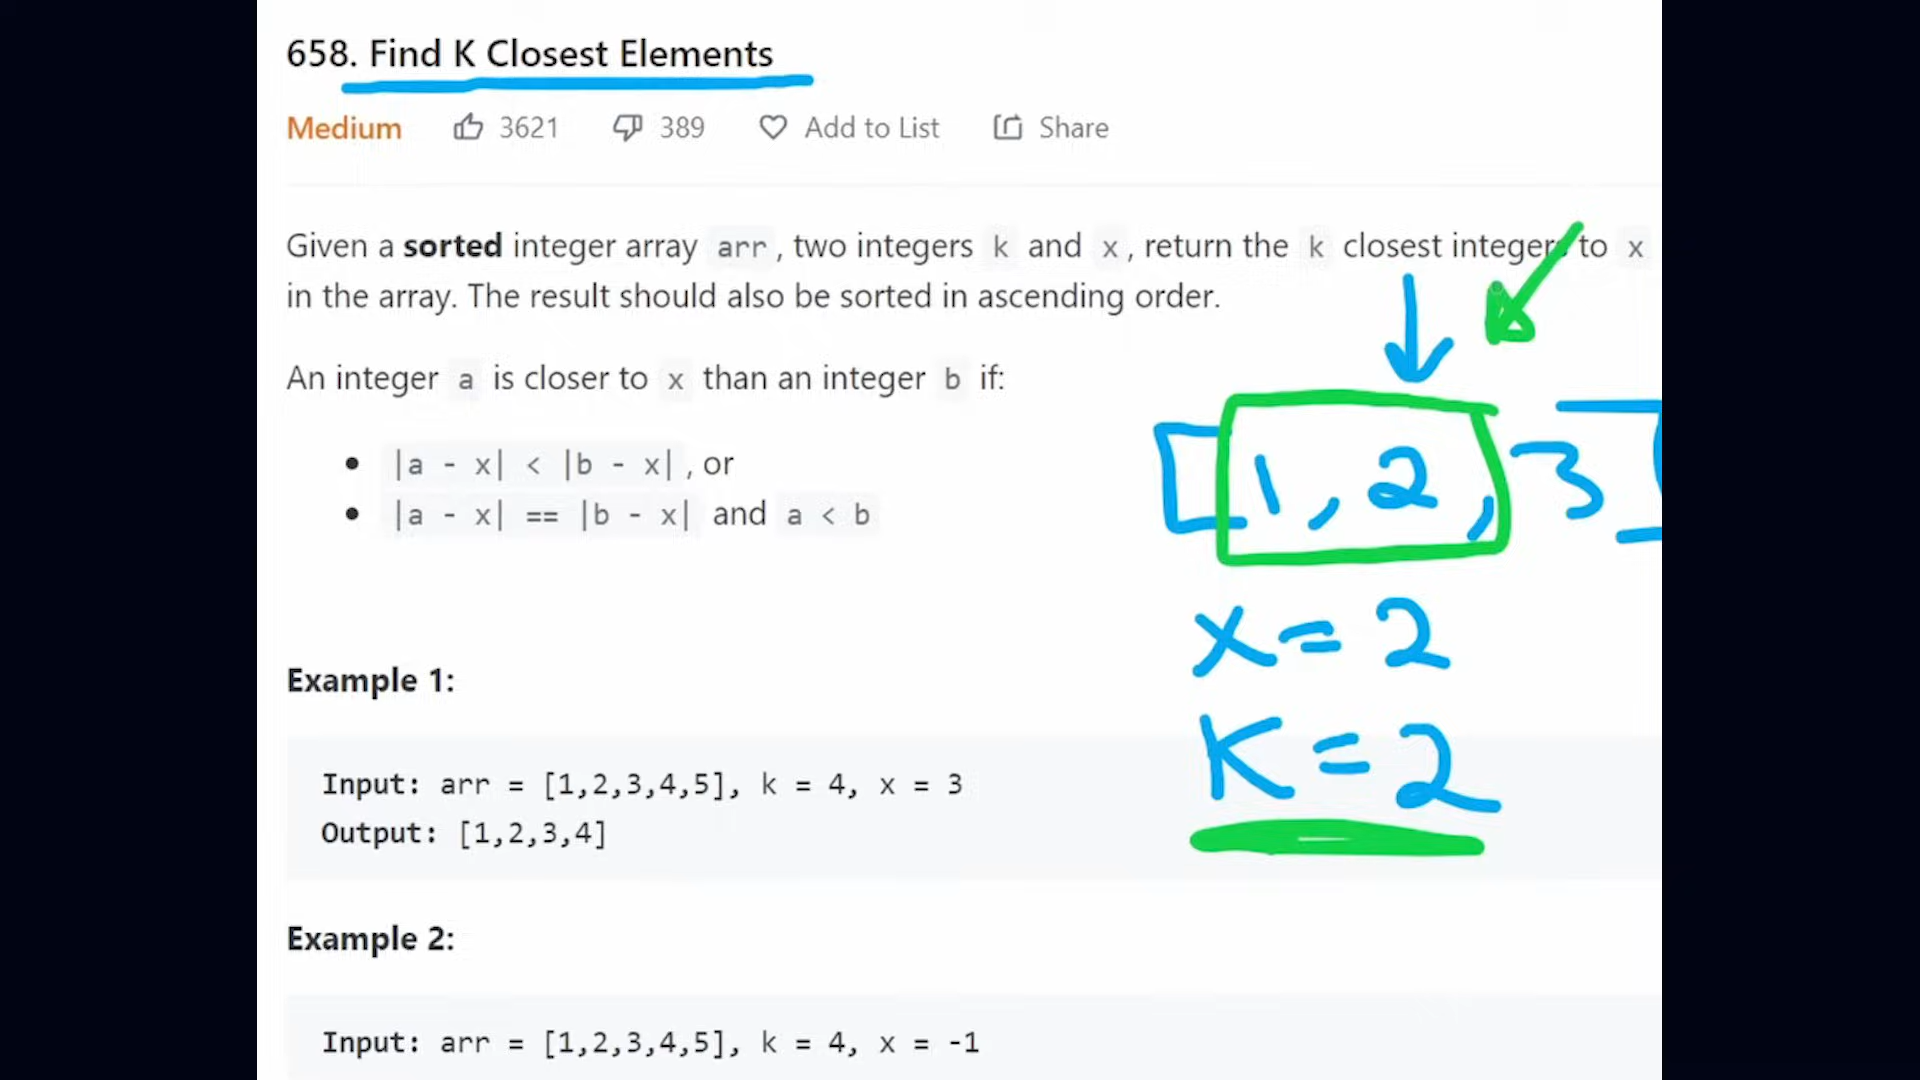 658. Find K Closest Elements
Medium 3621 389 Add to List Share
Given a sorted integer array arr, two integers k and x, return the k closest integers to x
in the array. The result should also be sorted in ascending order.
An integer a is closer to x than an integer b if:
• |a - x| < |b - x|, or
• |a - x| == |b - x| and a < b
[1, 2, 3]
x = 2
K = 2
Example 1:
Input: arr = [1,2,3,4,5], k = 4, x = 3
Output: [1,2,3,4]
Example 2:
Input: arr = [1,2,3,4,5], k = 4, x = -1